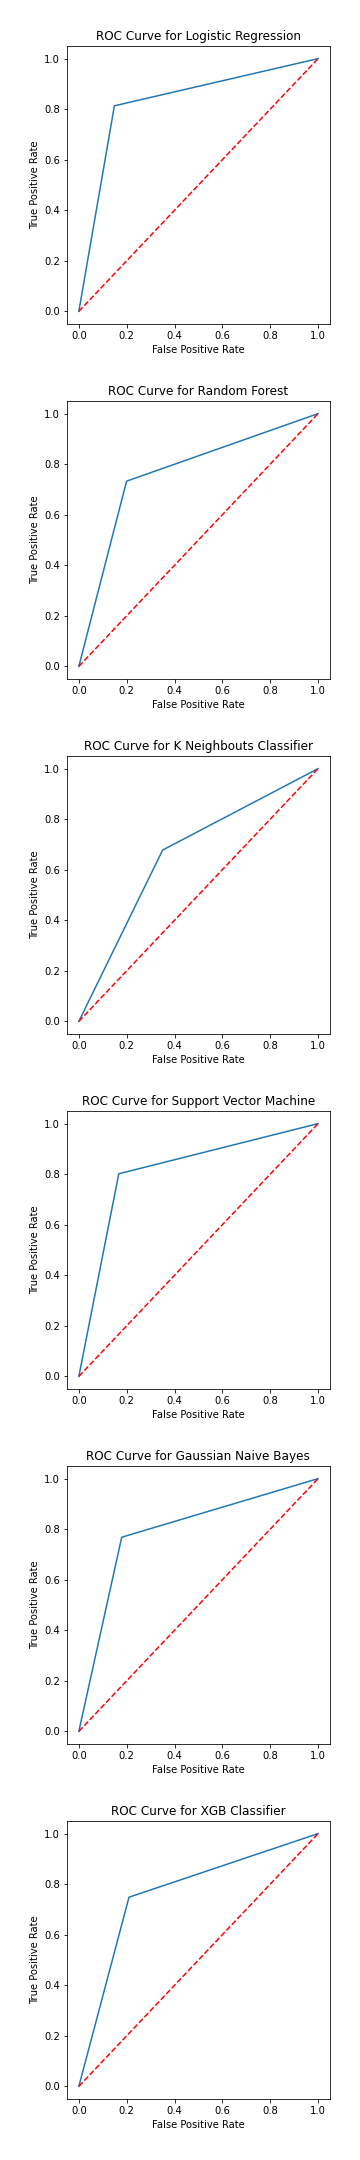 ROC Curve for Logistic Regression
1.0
0.8
0.6
0.4
0.2
0.0
True Positive Rate
0.0 0.2 0.4 0.6 0.8 1.0
False Positive Rate
ROC Curve for Random Forest
1.0
0.8
0.6
0.4
0.2
0.0
True Positive Rate
0.0 0.2 0.4 0.6 0.8 1.0
False Positive Rate
ROC Curve for K Neighbouts Classifier
1.0
0.8
0.6
0.4
0.2
0.0
True Positive Rate
0.0 0.2 0.4 0.6 0.8 1.0
False Positive Rate
ROC Curve for Support Vector Machine
1.0
0.8
0.6
0.4
0.2
0.0
True Positive Rate
0.0 0.2 0.4 0.6 0.8 1.0
False Positive Rate
ROC Curve for Gaussian Naive Bayes
1.0
0.8
0.6
0.4
0.2
0.0
True Positive Rate
0.0 0.2 0.4 0.6 0.8 1.0
False Positive Rate
ROC Curve for XGB Classifier
1.0
0.8
0.6
0.4
0.2
0.0
True Positive Rate
0.0 0.2 0.4 0.6 0.8 1.0
False Positive Rate